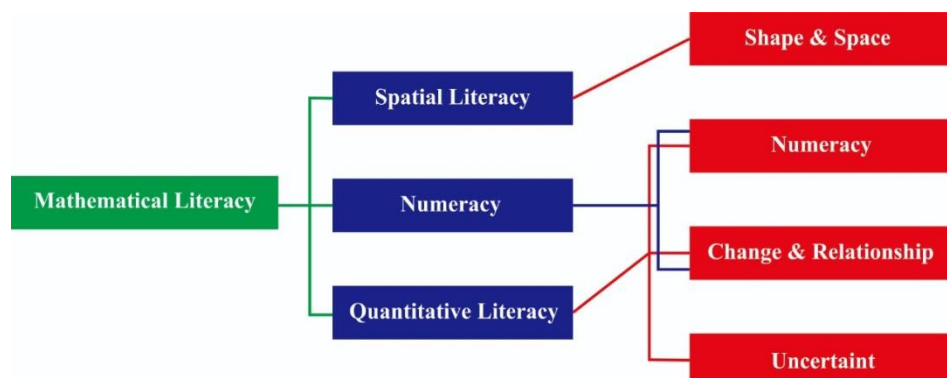 Mathematical Literacy
Spatial Literacy
Numeracy
Quantitative Literacy
Shape & Space
Numeracy
Change & Relationship
Uncertaint